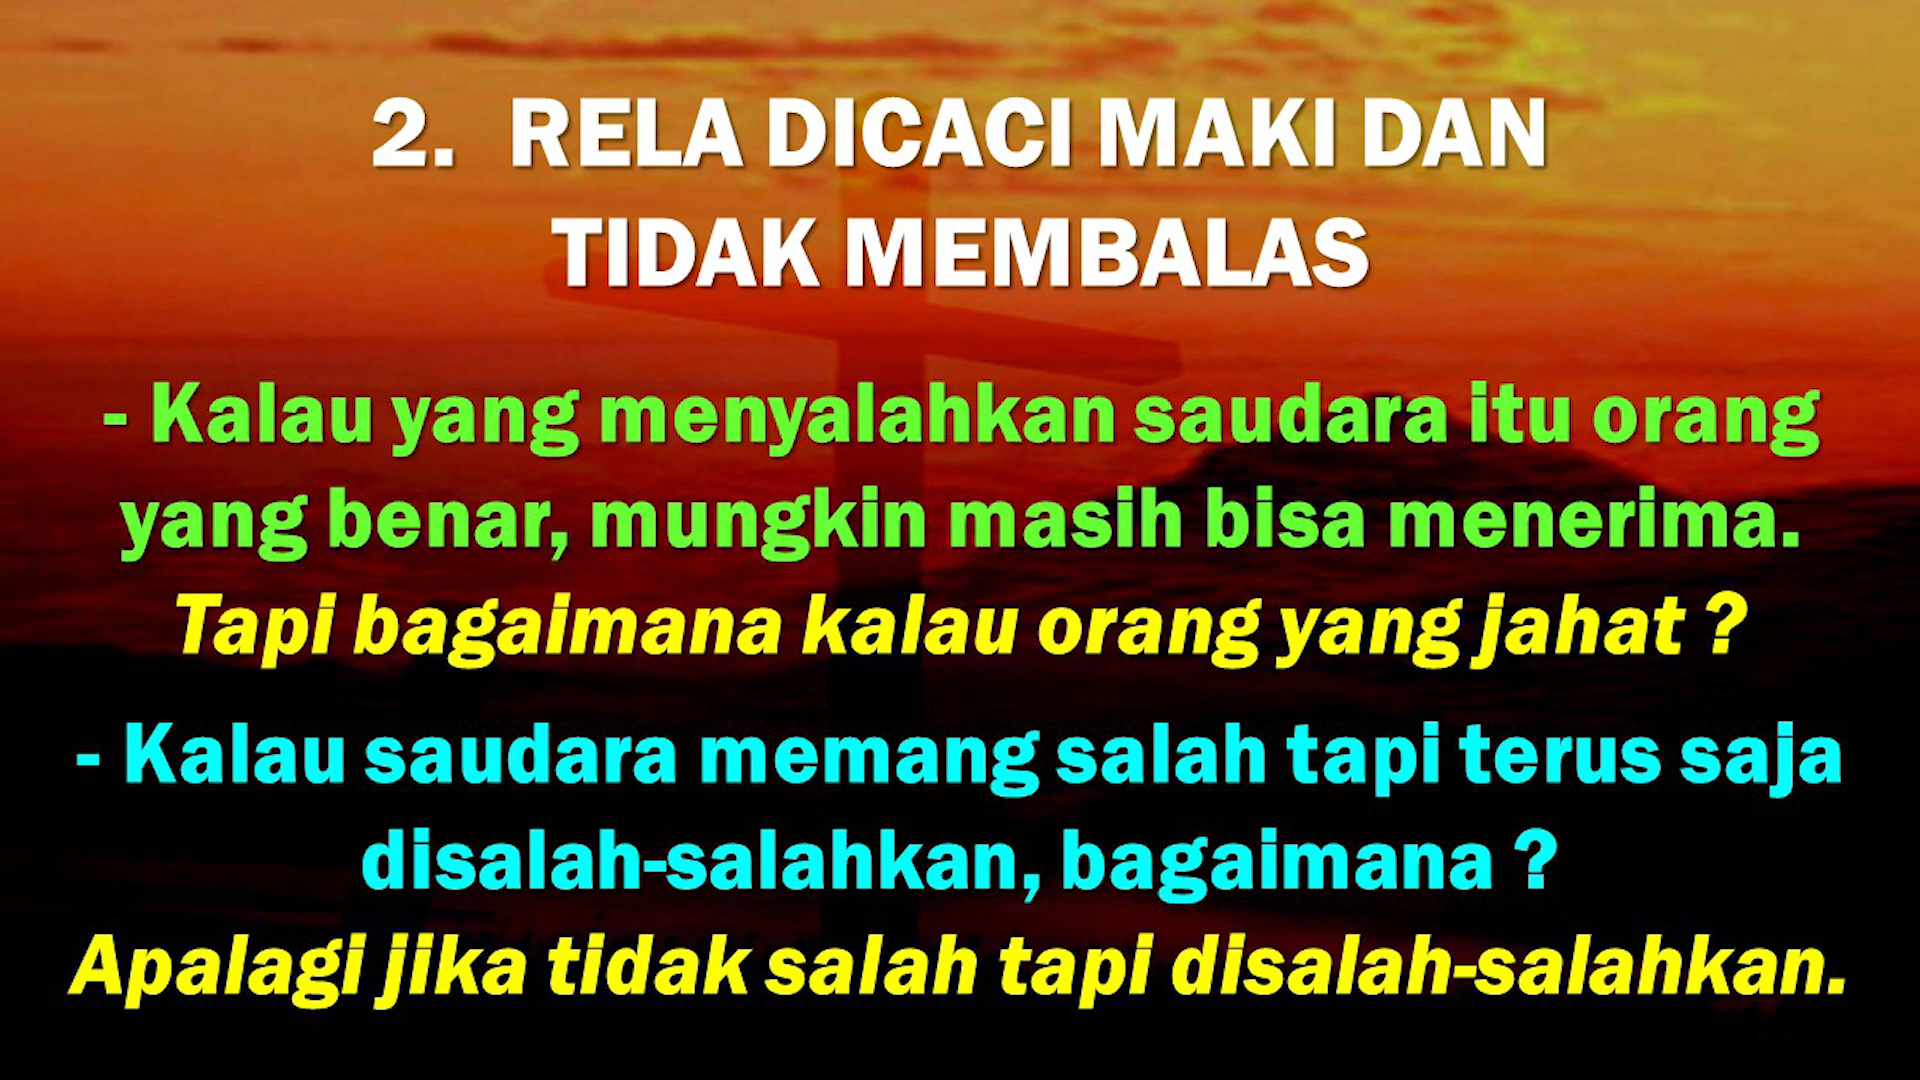 2. RELA DICACI MAKI DAN
TIDAK MEMBALAS
- Kalau yang menyalahkan saudara itu orang
yang benar, mungkin masih bisa menerima.
Tapi bagaimana kalau orang yang jahat ?
- Kalau saudara memang salah tapi terus saja
disalah-salahkan, bagaimana ?
Apalagi jika tidak salah tapi disalah-salahkan.